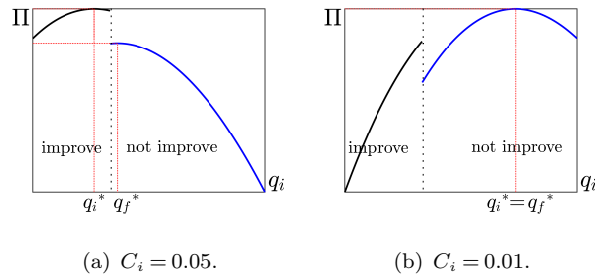 Π
improve
not improve
q_i
q_i* q_f*
(a) C_i = 0.05.
Π
improve
not improve
q_i
q_i* = q_f*
(b) C_i = 0.01.